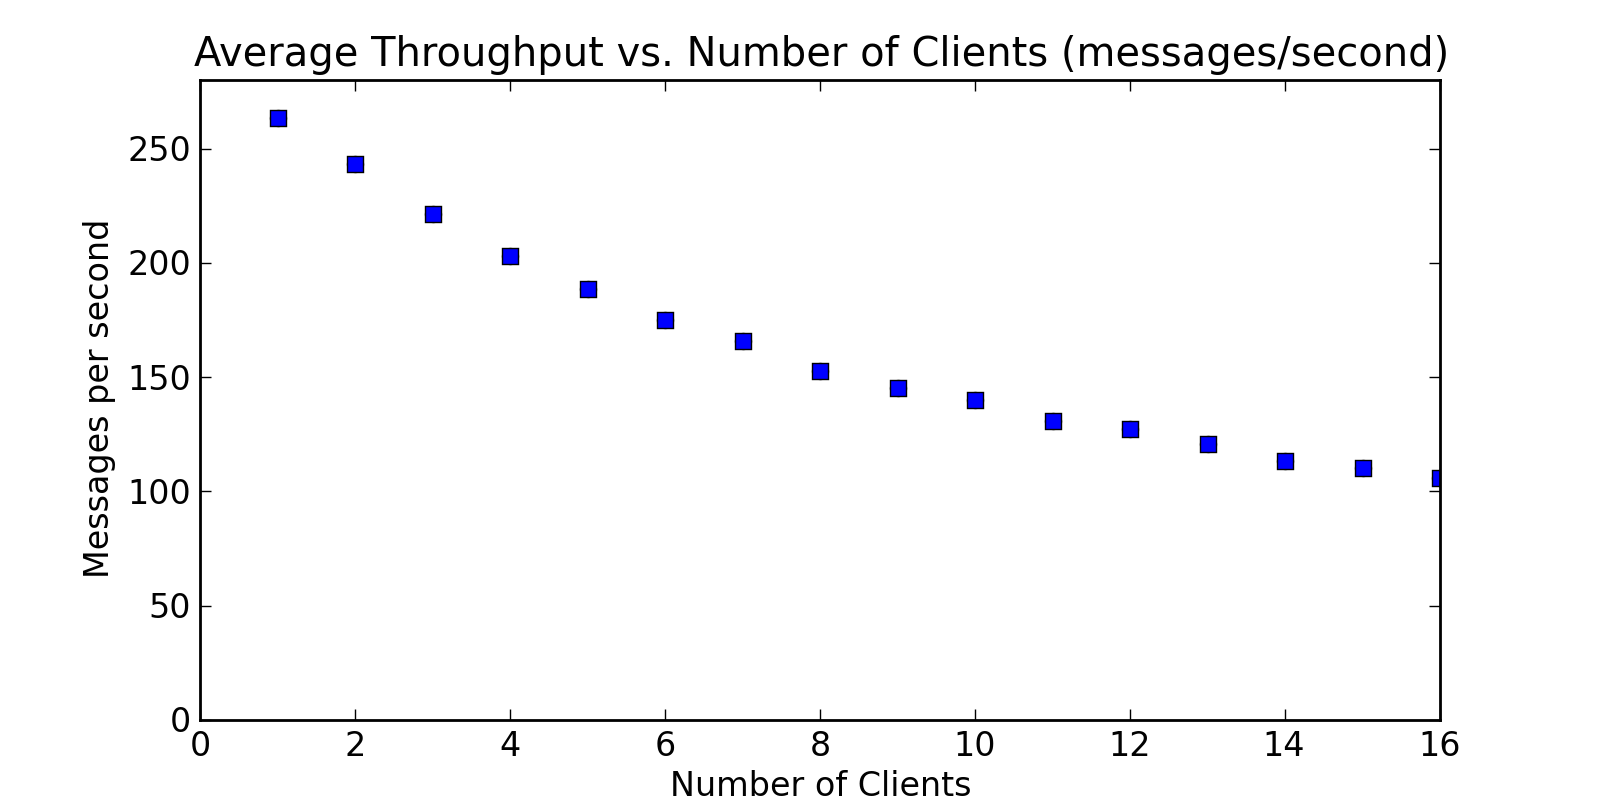 Average Throughput vs. Number of Clients (messages/second)
250
200
150
100
50
0
Messages per second
0 2 4 6 8 10 12 14 16
Number of Clients